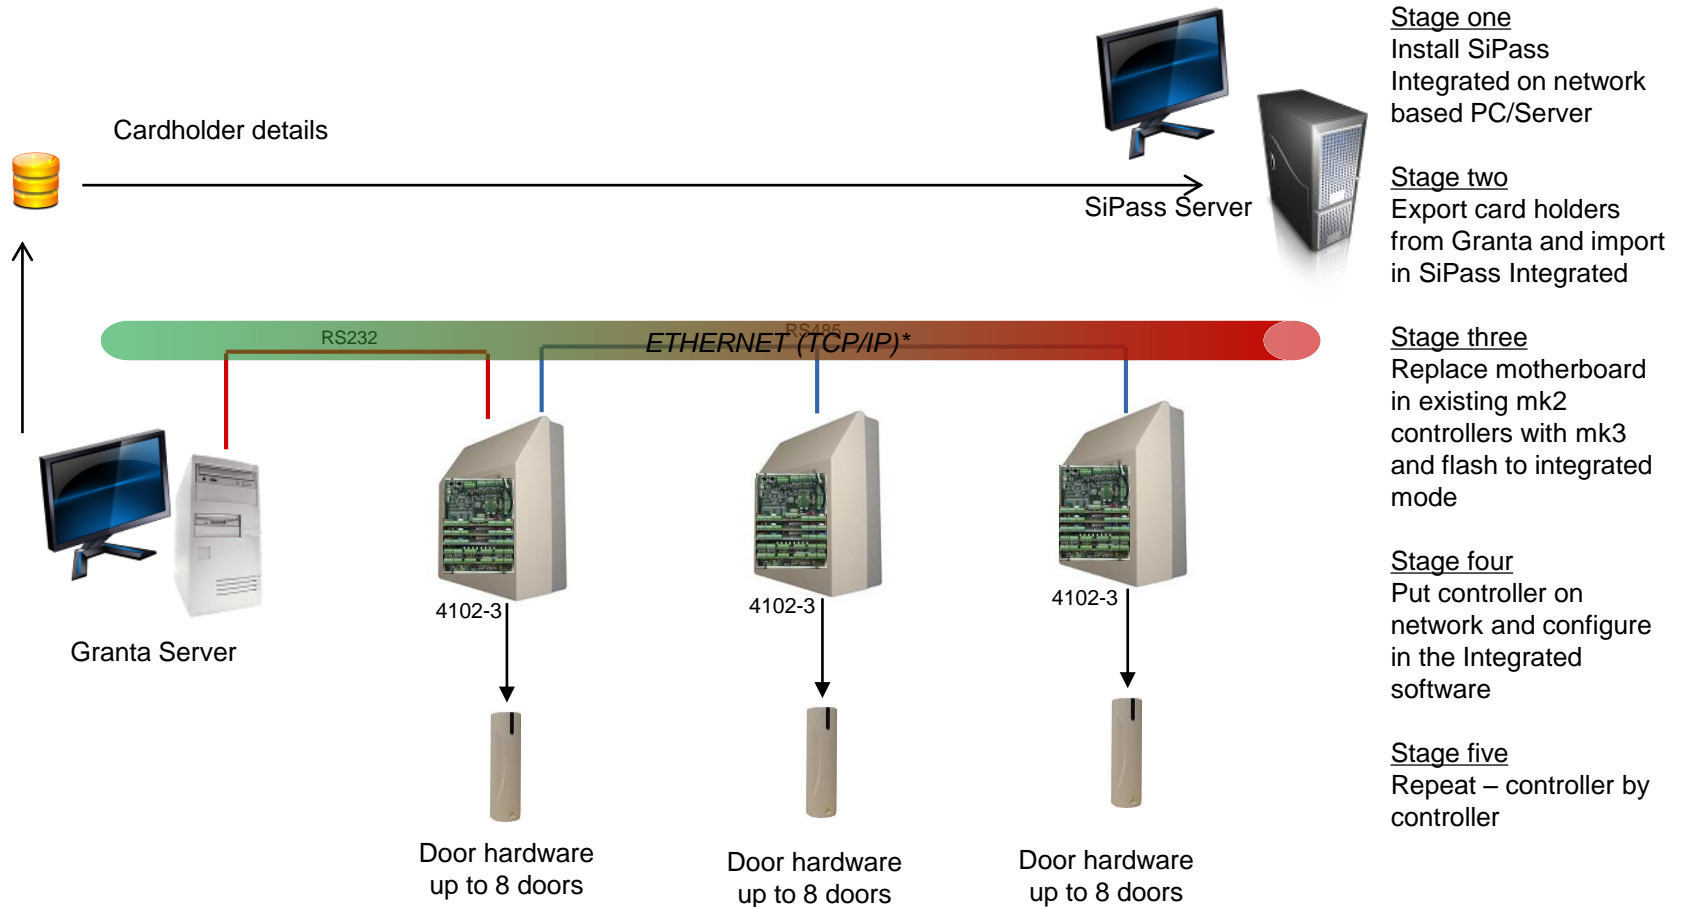 Cardholder details
SiPass Server
RS232
RS485
ETHERNET (TCP/IP)*
4102-3
4102-3
4102-3
Granta Server
Door hardware
up to 8 doors
Door hardware
up to 8 doors
Door hardware
up to 8 doors
Stage one
Install SiPass
Integrated on network
based PC/Server
Stage two
Export card holders
from Granta and import
in SiPass Integrated
Stage three
Replace motherboard
in existing mk2
controllers with mk3
and flash to integrated
mode
Stage four
Put controller on
network and configure
in the Integrated
software
Stage five
Repeat – controller by
controller